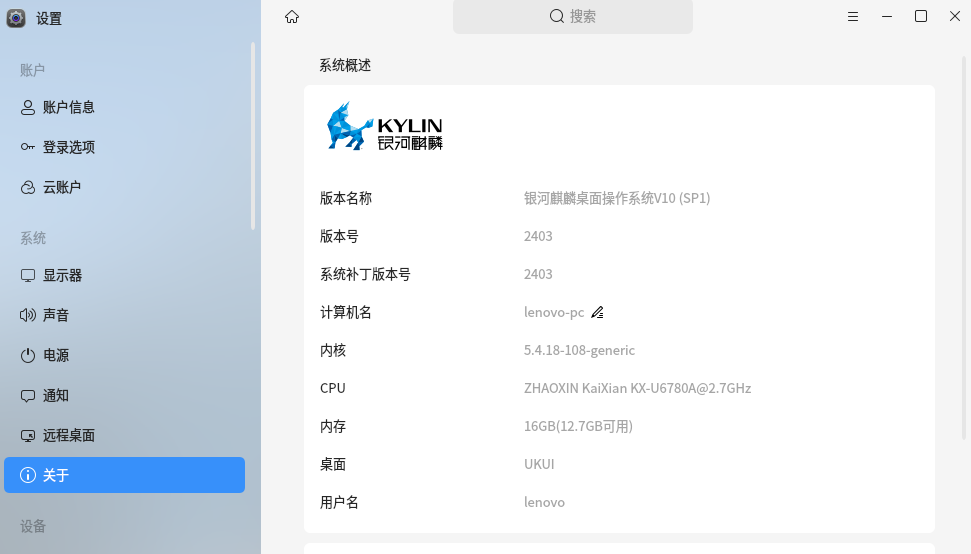 设置
搜索
账户
账户信息
登录选项
云账户
系统
显示器
声音
电源
通知
远程桌面
关于
设备
系统概述
KYLIN
银河麒麟
版本名称 银河麒麟桌面操作系统V10 (SP1)
版本号 2403
系统补丁版本号 2403
计算机名 lenovo-pc
内核 5.4.18-108-generic
CPU ZHAOXIN KaiXian KX-U6780A@2.7GHz
内存 16GB(12.7GB可用)
桌面 UKUI
用户名 lenovo